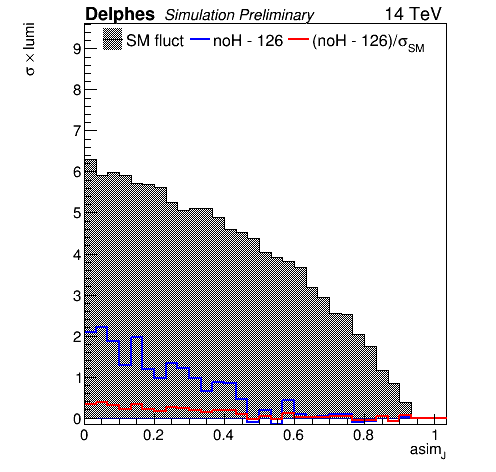 Delphes Simulation Preliminary 14 TeV
σ × lumi
SM fluct noH - 126 (noH - 126)/σSM
9
8
7
6
5
4
3
2
1
0
0 0.2 0.4 0.6 0.8 1
asimJ